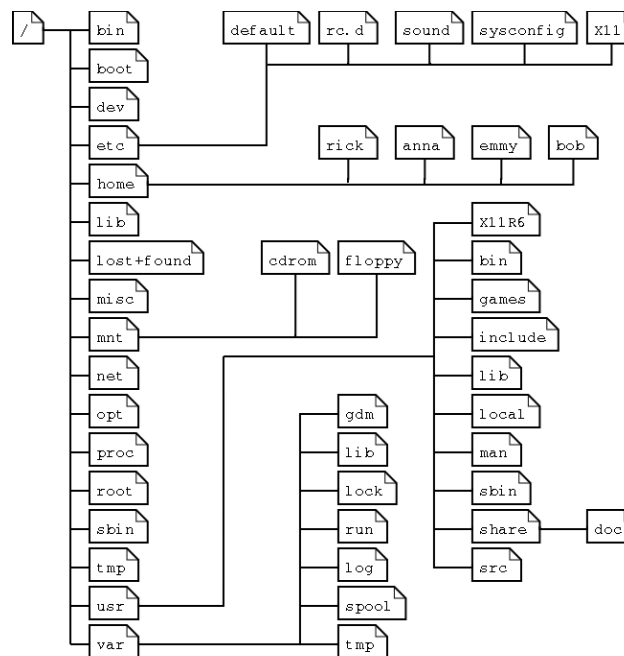 / bin default rc.d sound sysconfig X11
boot
dev
etc rick anna emmy bob
home
lib X11R6
lost+found cdrom floppy bin
misc games
mnt include
net lib
opt gdm local
proc lib man
root lock sbin
sbin run share doc
tmp log src
usr spool
var tmp